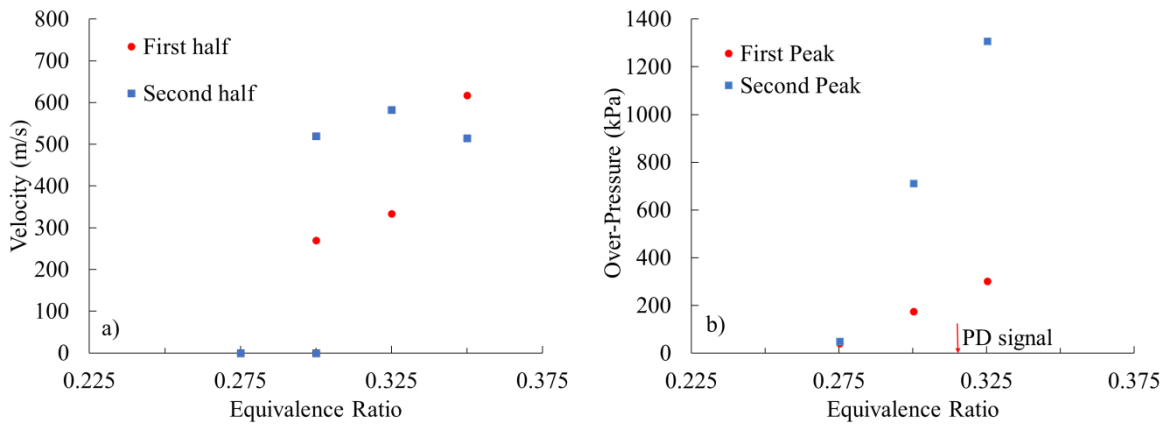 800
700
600
500
400
300
200
100
0
Velocity (m/s)
First half
Second half
a)
0.225
0.275
0.325
0.375
Equivalence Ratio
1400
1200
1000
800
600
400
200
0
Over-Pressure (kPa)
First Peak
Second Peak
b)
PD signal
0.225
0.275
0.325
0.375
Equivalence Ratio